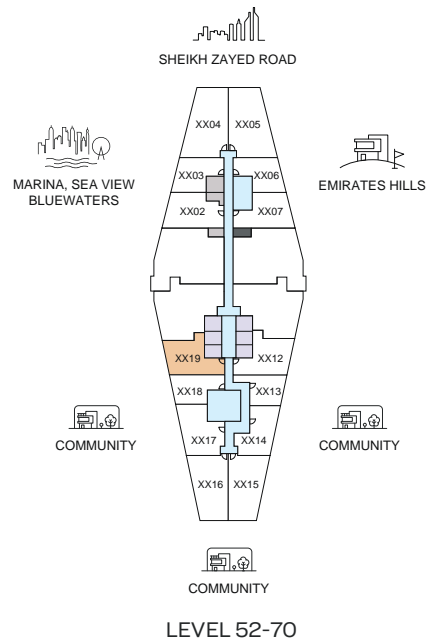 SHEIKH ZAYED ROAD
XX04
XX05
MARINA, SEA VIEW
BLUEWATERS
EMIRATES HILLS
XX03
XX06
XX02
XX07
XX19
XX12
XX18
XX13
COMMUNITY
COMMUNITY
XX17
XX14
XX16
XX15
COMMUNITY
LEVEL 52-70